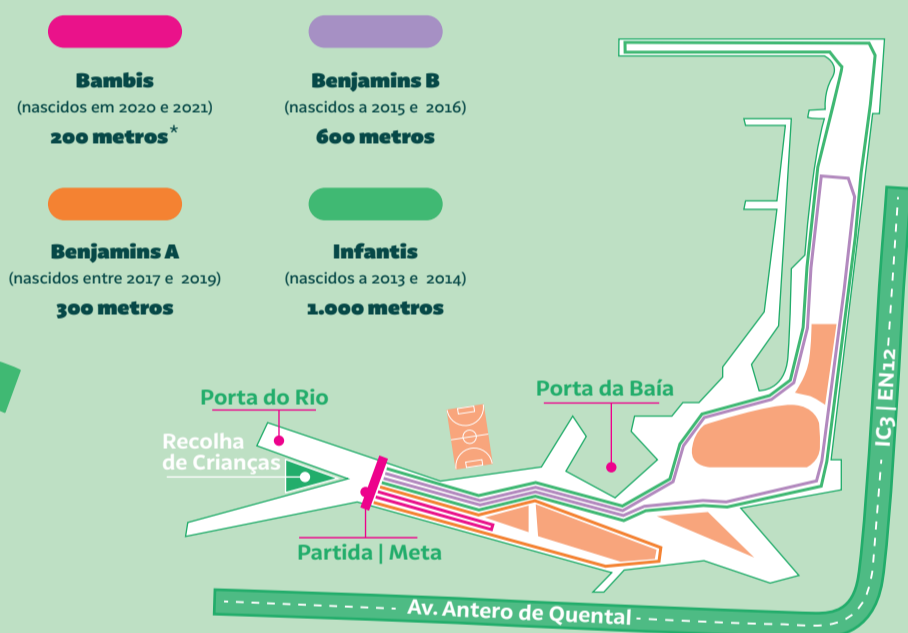 Bambis
(nascidos em 2020 e 2021)
200 metros*
Benjamins B
(nascidos a 2015 e 2016)
600 metros
Benjamins A
(nascidos entre 2017 e 2019)
300 metros
Infantis
(nascidos a 2013 e 2014)
1.000 metros
Porta do Rio
Recolha
de Crianças
Porta da Baía
Partida | Meta
IC3 | EN12
Av. Antero de Quental